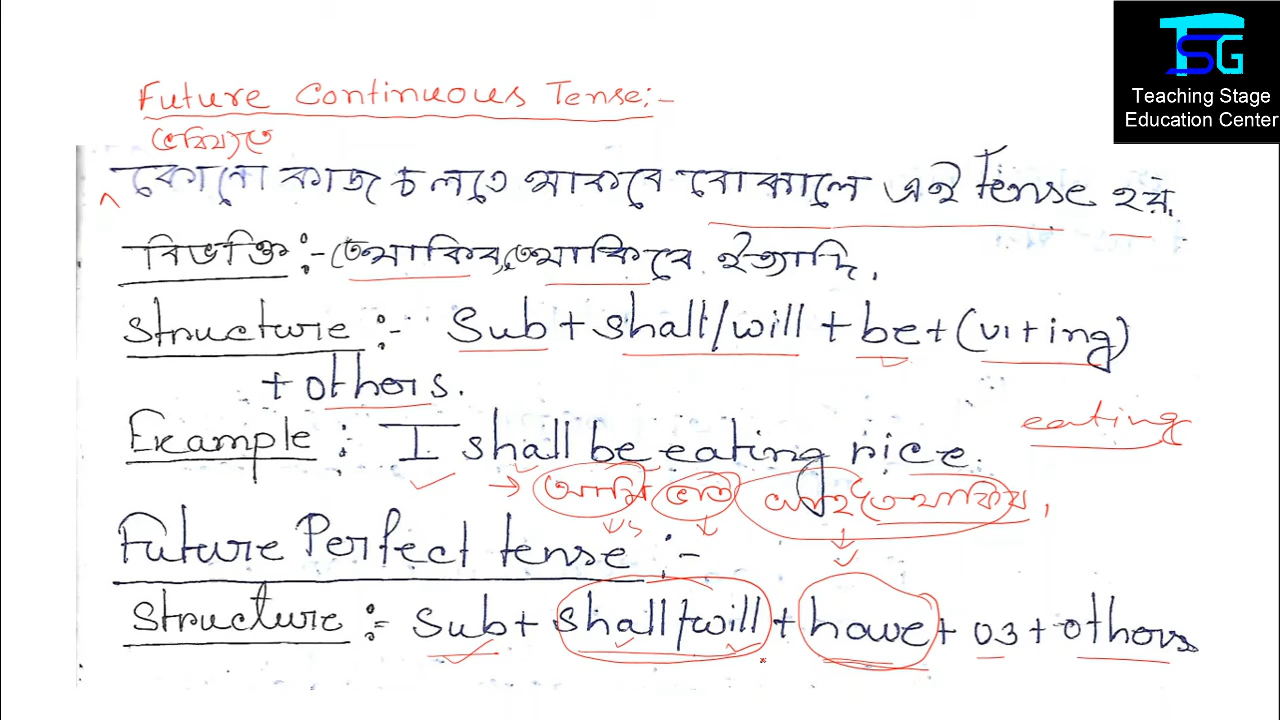 TSG
Teaching Stage
Education Center
Future Continuous Tense:-
(ভবিষ্যতে
^ কোনো কাজ চলতে থাকবে বোঝালে এই Tense হয়.
বিভক্তি :- তে থাকিব, তে থাকিবে ইত্যাদি.
Structure :- Sub + shall/will + be + (v1 + ing)
+ others.
eating
Example : I shall be eating rice.
→ আমি ভাত খাইতে থাকিব।
Future Perfect tense :-
Structure :- Sub + shall/will + have + v3 + others